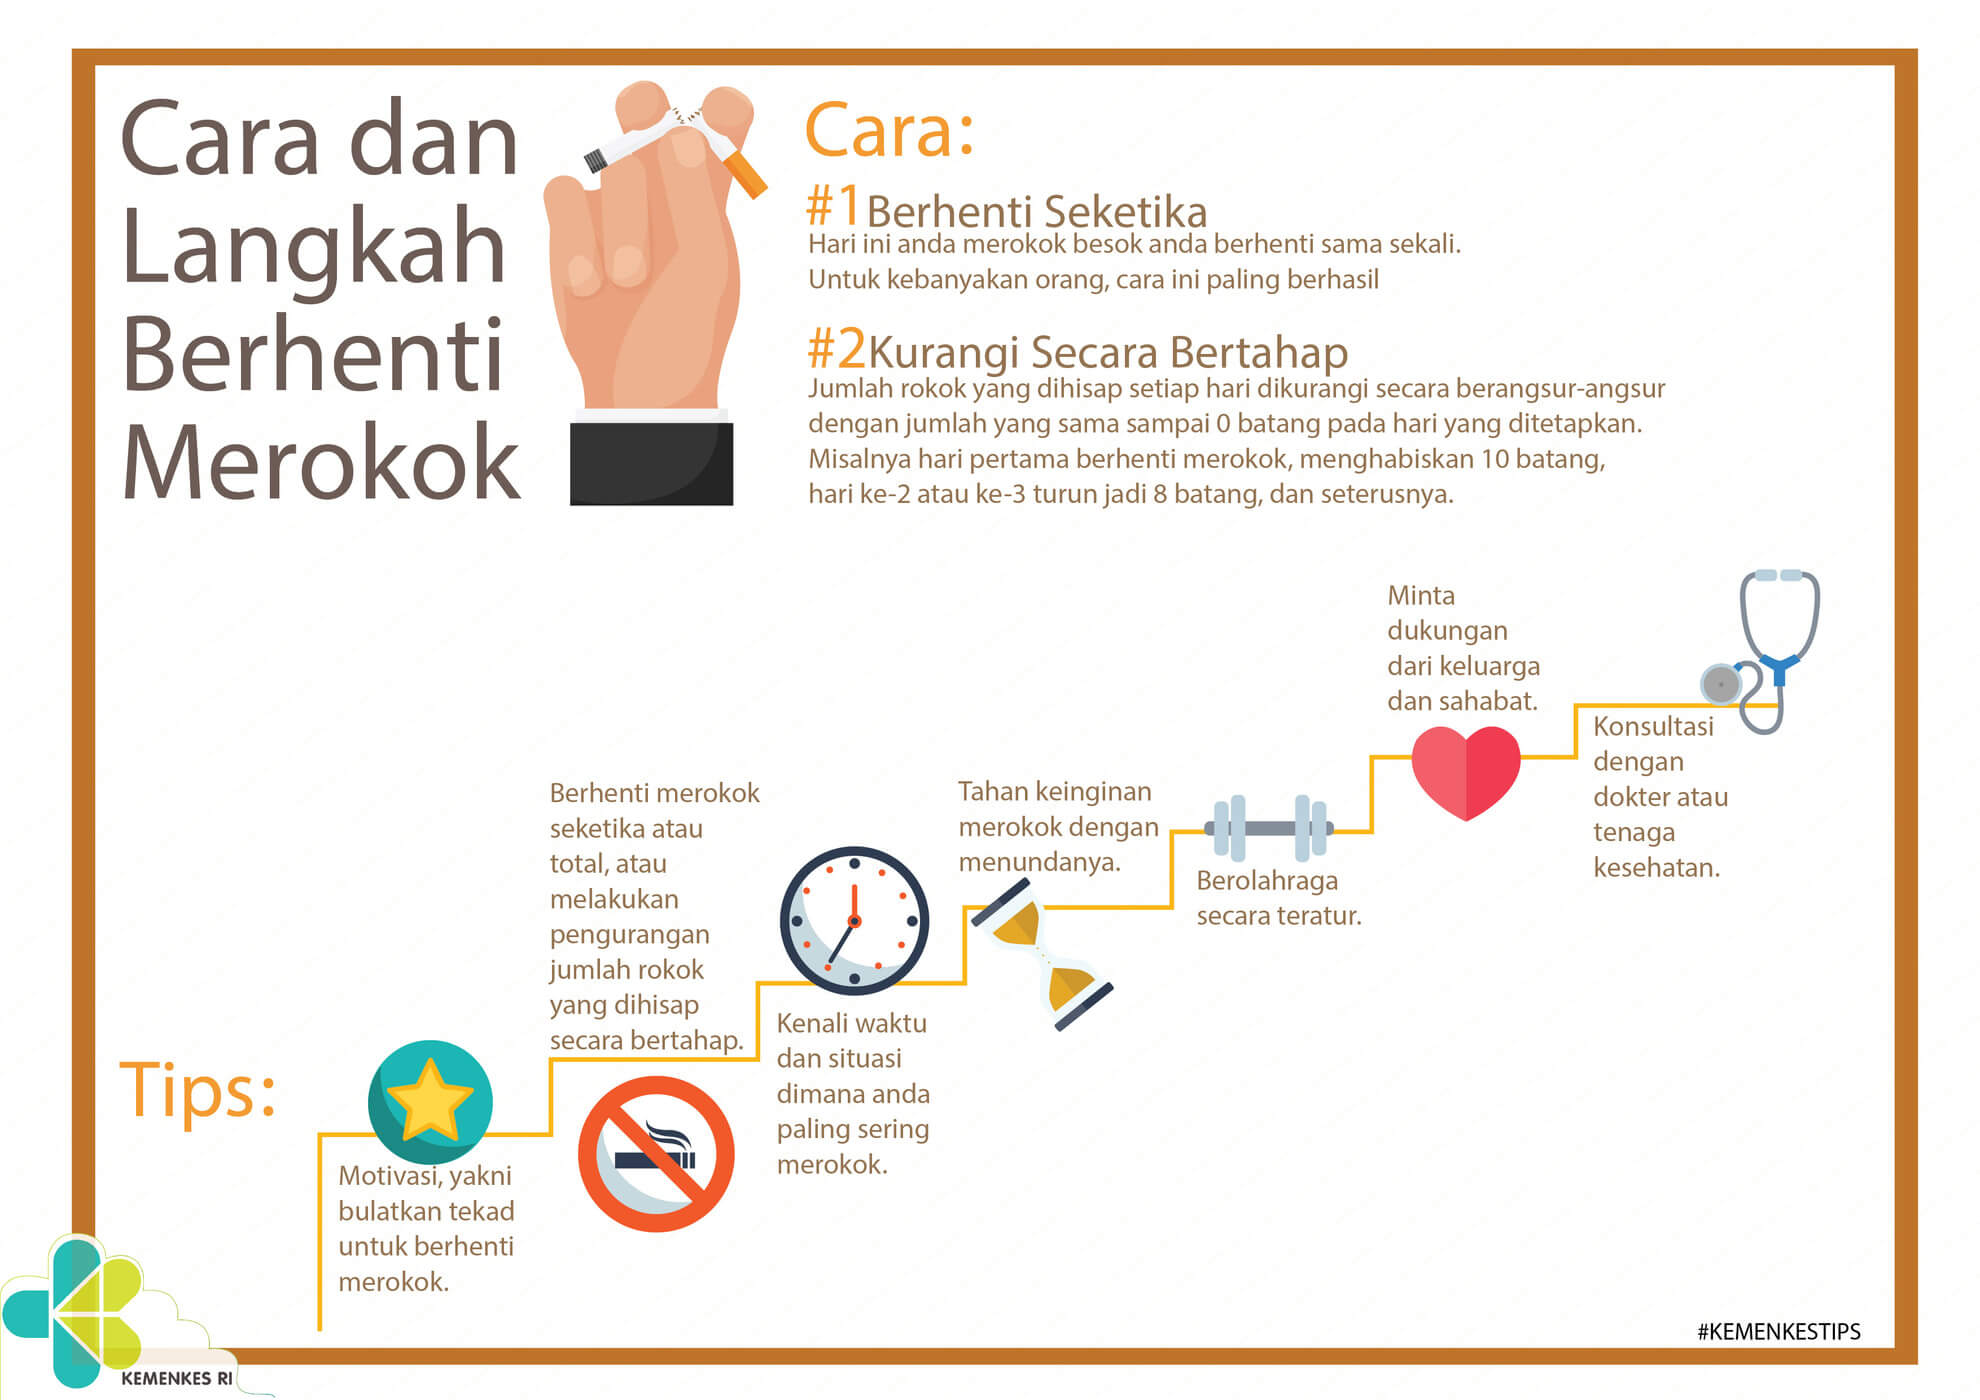 Cara dan
Langkah
Berhenti
Merokok
Cara:
#1 Berhenti Seketika
Hari ini anda merokok besok anda berhenti sama sekali.
Untuk kebanyakan orang, cara ini paling berhasil
#2 Kurangi Secara Bertahap
Jumlah rokok yang dihisap setiap hari dikurangi secara berangsur-angsur
dengan jumlah yang sama sampai 0 batang pada hari yang ditetapkan.
Misalnya hari pertama berhenti merokok, menghabiskan 10 batang,
hari ke-2 atau ke-3 turun jadi 8 batang, dan seterusnya.
Tips:
Motivasi, yakni
bulatkan tekad
untuk berhenti
merokok.
Berhenti merokok
seketika atau
total, atau
melakukan
pengurangan
jumlah rokok
yang dihisap
secara bertahap.
Kenali waktu
dan situasi
dimana anda
paling sering
merokok.
Tahan keinginan
merokok dengan
menundanya.
Berolahraga
secara teratur.
Minta
dukungan
dari keluarga
dan sahabat.
Konsultasi
dengan
dokter atau
tenaga
kesehatan.
#KEMENKESTIPS
KEMENKES RI